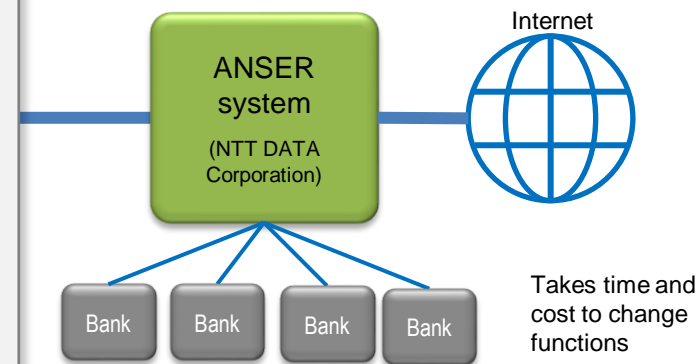 Internet
ANSER
system
(NTT DATA
Corporation)
Bank
Bank
Bank
Bank
Takes time and
cost to change
functions